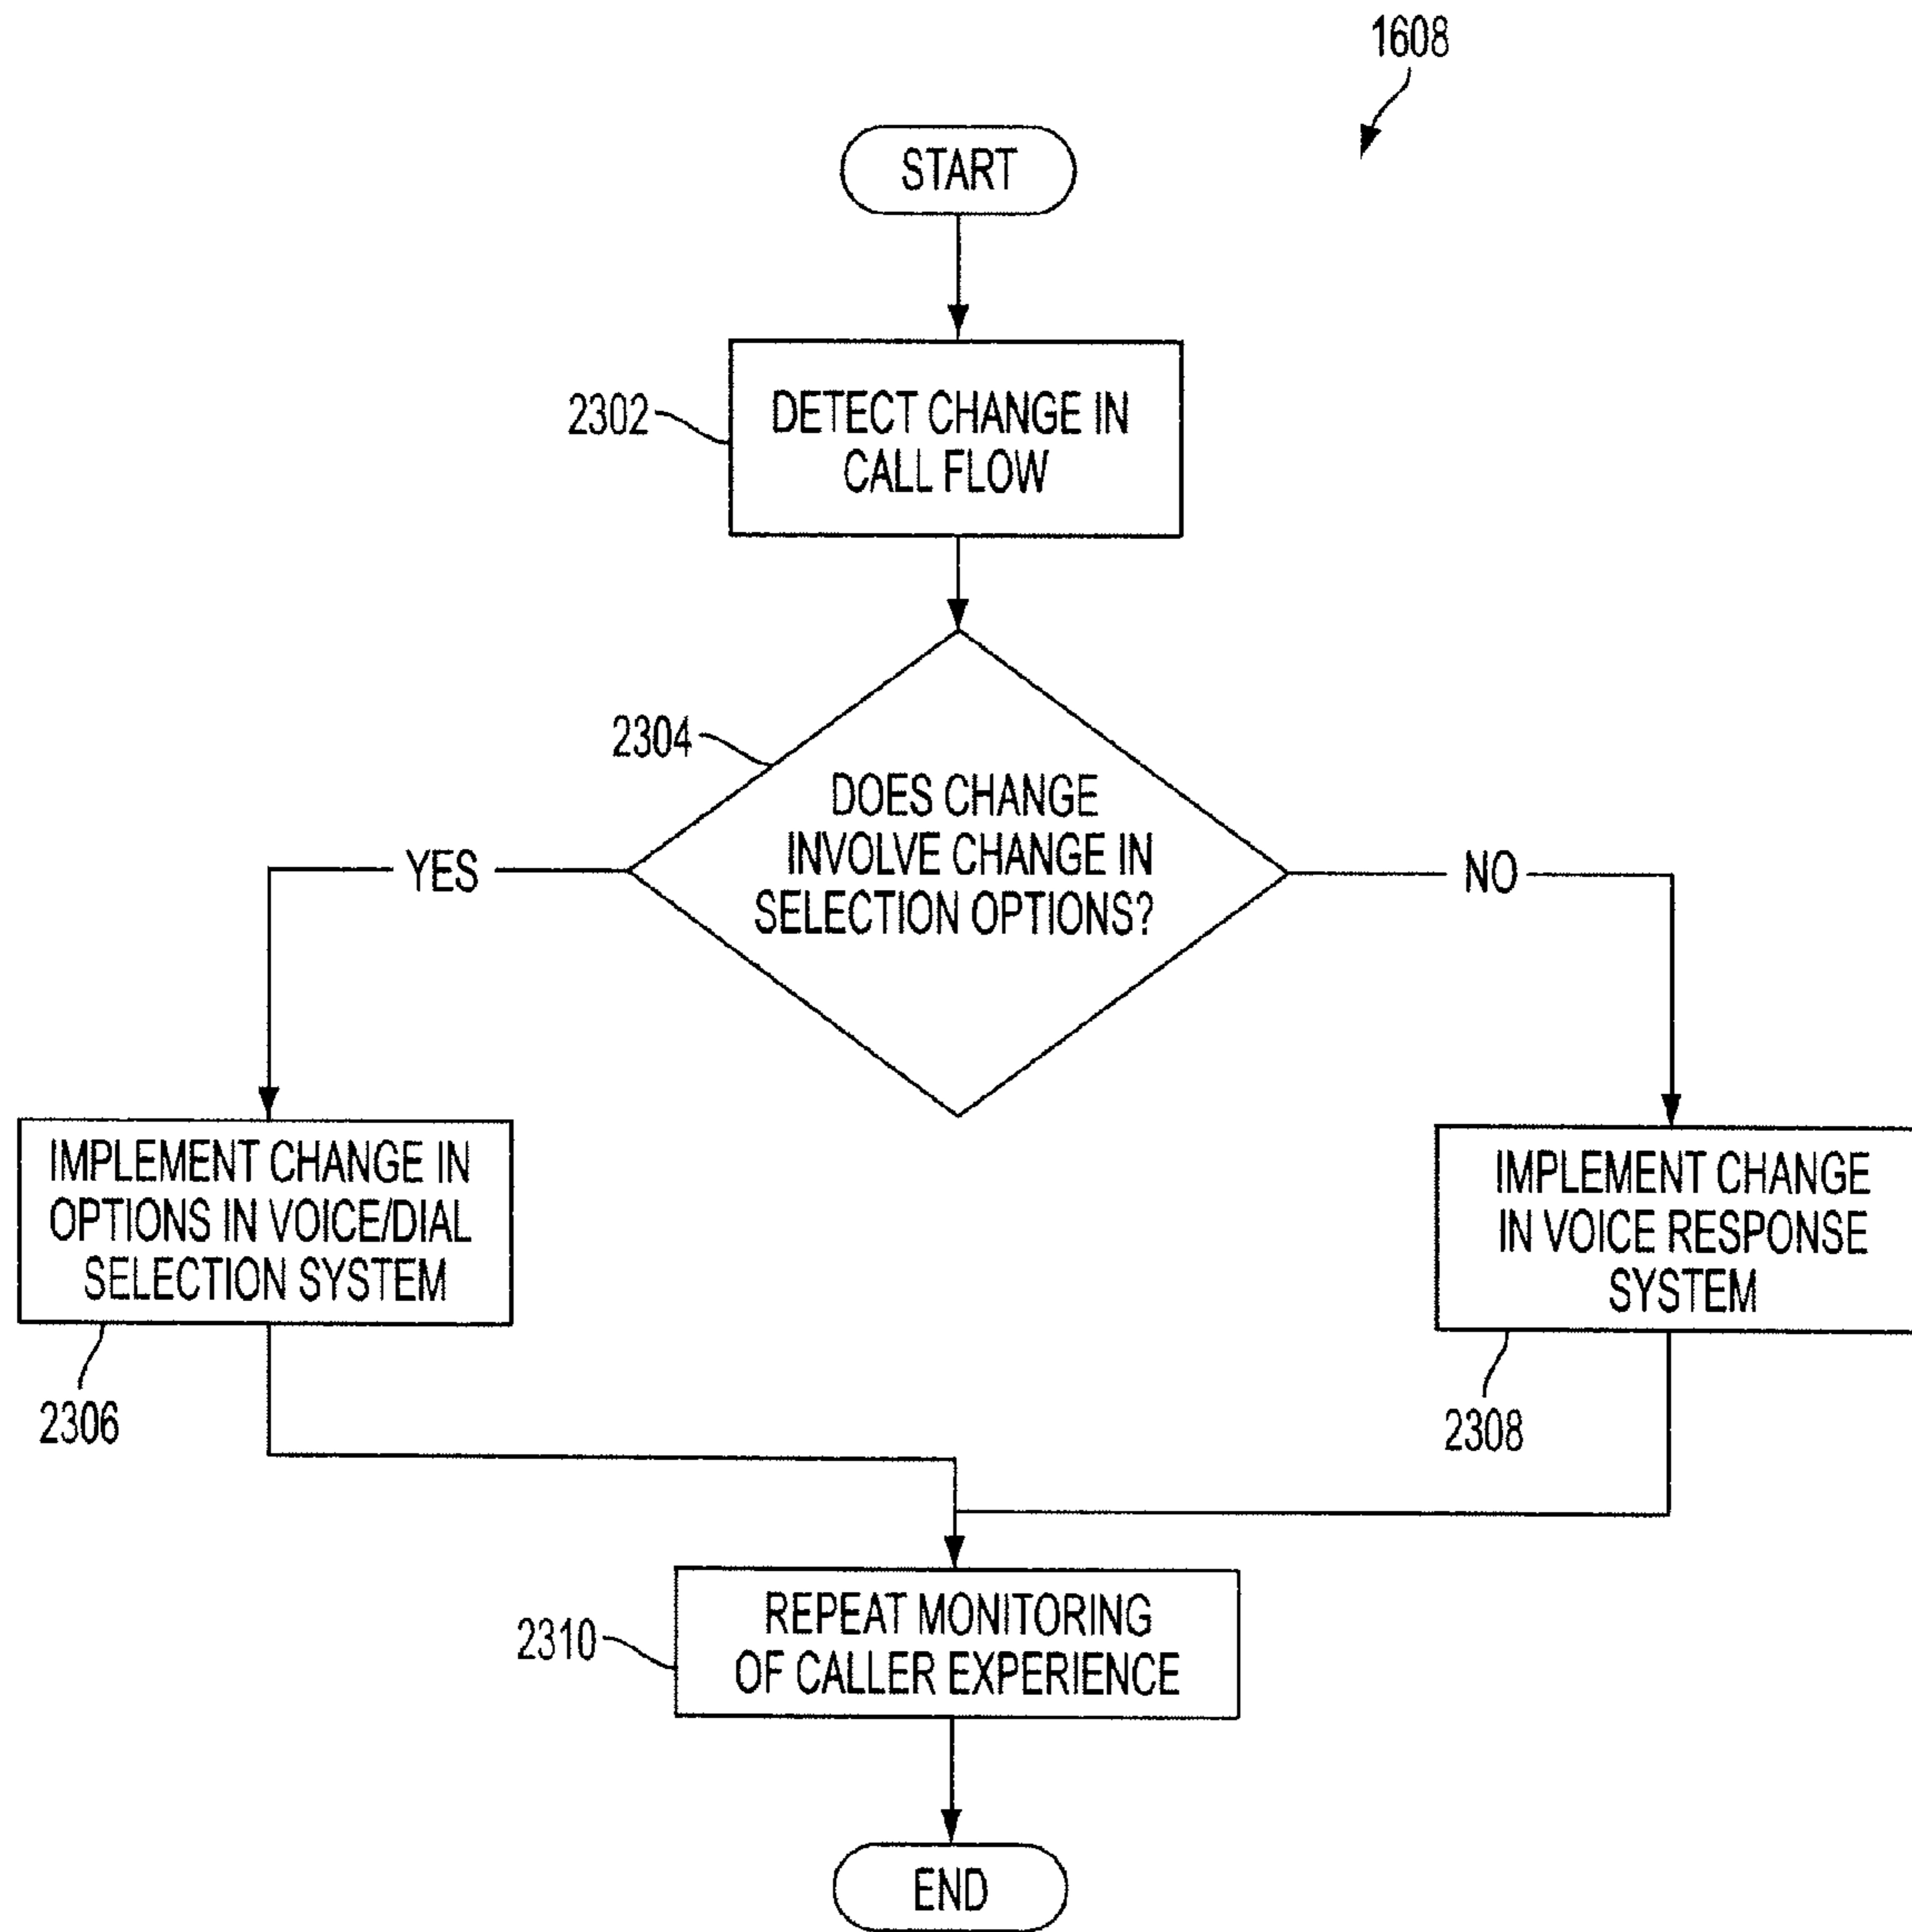 1608
START
2302
DETECT CHANGE IN
CALL FLOW
2304
DOES CHANGE
INVOLVE CHANGE IN
SELECTION OPTIONS?
YES
NO
IMPLEMENT CHANGE IN
OPTIONS IN VOICE/DIAL
SELECTION SYSTEM
2306
IMPLEMENT CHANGE
IN VOICE RESPONSE
SYSTEM
2308
2310
REPEAT MONITORING
OF CALLER EXPERIENCE
END